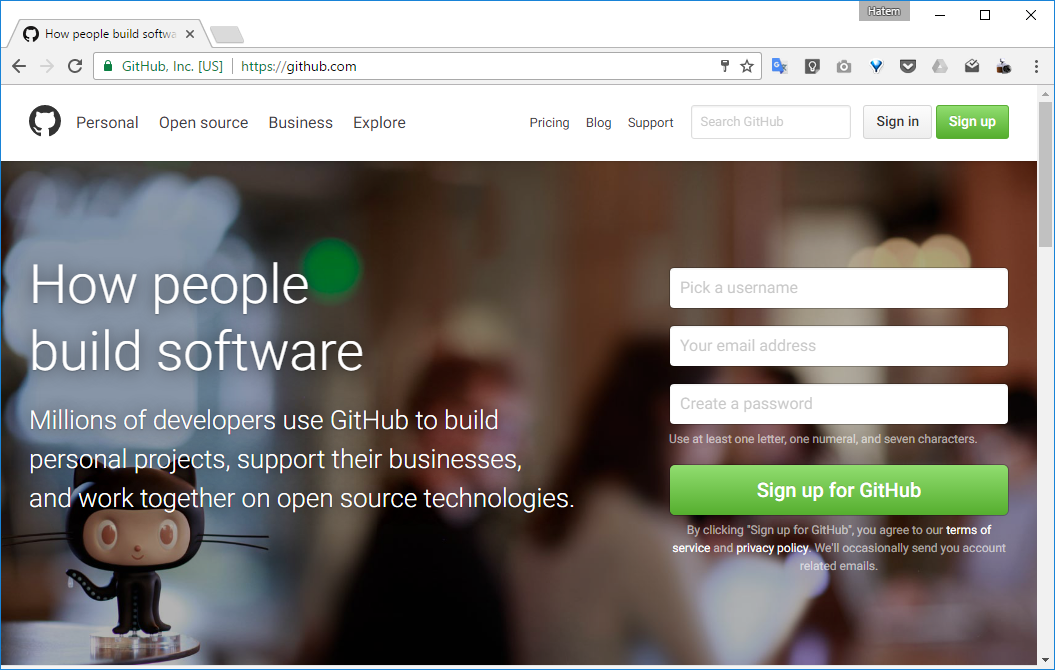 Hatem
How people build softwa
GitHub, Inc. [US] https://github.com
Personal Open source Business Explore Pricing Blog Support Search GitHub Sign in Sign up
How people
build software
Millions of developers use GitHub to build
personal projects, support their businesses,
and work together on open source technologies.
Pick a username
Your email address
Create a password
Use at least one letter, one numeral, and seven characters.
Sign up for GitHub
By clicking "Sign up for GitHub", you agree to our terms of
service and privacy policy. We'll occasionally send you account
related emails.